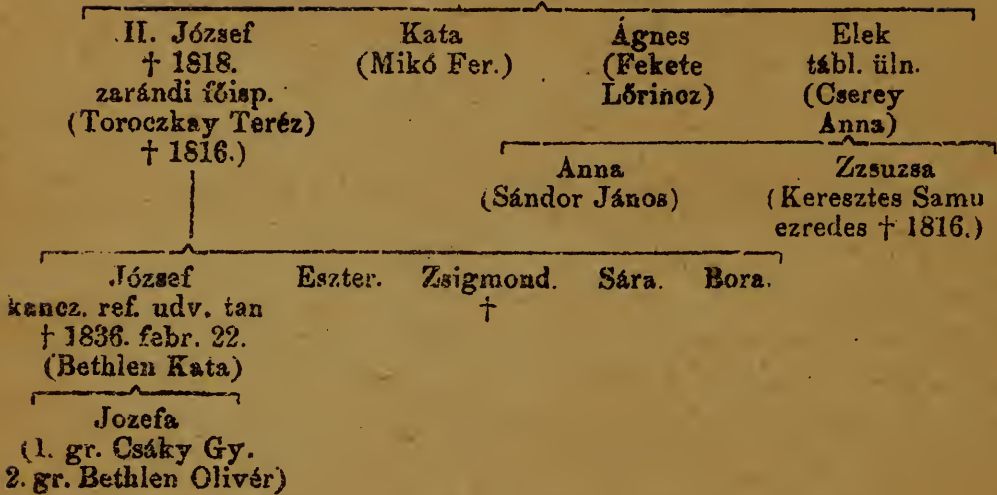 II. József Kata Ágnes Elek
† 1818. (Mikó Fer.) (Fekete tábl. üln.
zarándi főisp. Lőrincz) (Cserey
(Toroczkay Teréz) Anna)
† 1816.)
Anna Zzsuzsa
(Sándor János) (Keresztes Samu
ezredes † 1816.)
József Eszter. Zsigmond. Sára. Bora.
kancz. ref. udv. tan †
† 1836. febr. 22.
(Bethlen Kata)
Jozefa
(1. gr. Csáky Gy.
2. gr. Bethlen Olivér)